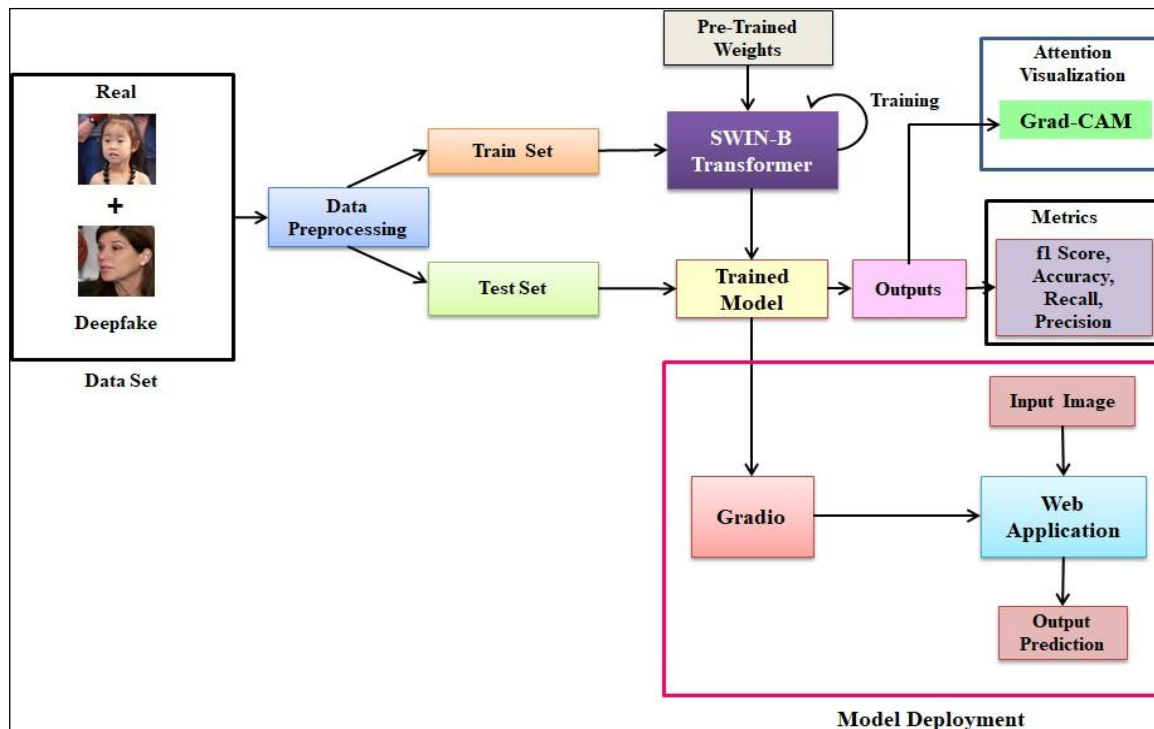 Real
+
Deepfake
Data Set
Data
Preprocessing
Train Set
Test Set
Pre-Trained
Weights
Training
SWIN-B
Transformer
Trained
Model
Outputs
Attention
Visualization
Grad-CAM
Metrics
f1 Score,
Accuracy,
Recall,
Precision
Gradio
Input Image
Web
Application
Output
Prediction
Model Deployment